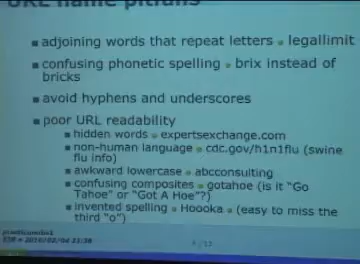 URL name pitfalls
▪ adjoining words that repeat letters ▪ legallimit
▪ confusing phonetic spelling ▪ brix instead of
bricks
▪ avoid hyphens and underscores
▪ poor URL readability
▪ hidden words ▪ expertsexchange.com
▪ non-human language ▪ cdc.gov/h1n1flu (swine
flu info)
▪ awkward lowercase ▪ abcconsulting
▪ confusing composites ▪ gotahoe (is it "Go
Tahoe" or "Got A Hoe"?)
▪ invented spelling ▪ Hoooka ▪ (easy to miss the
third "o")